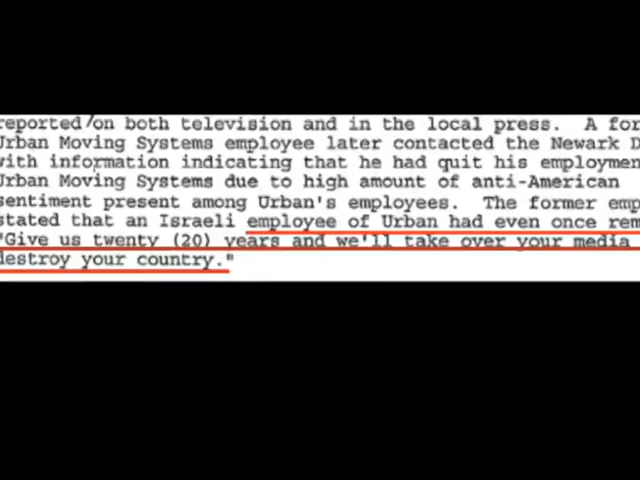 reported on both television and in the local press. A for
Urban Moving Systems employee later contacted the Newark D
with information indicating that he had quit his employmen
Urban Moving Systems due to high amount of anti-American
sentiment present among Urban's employees. The former emp
stated that an Israeli employee of Urban had even once rem
"Give us twenty (20) years and we'll take over your media
destroy your country."